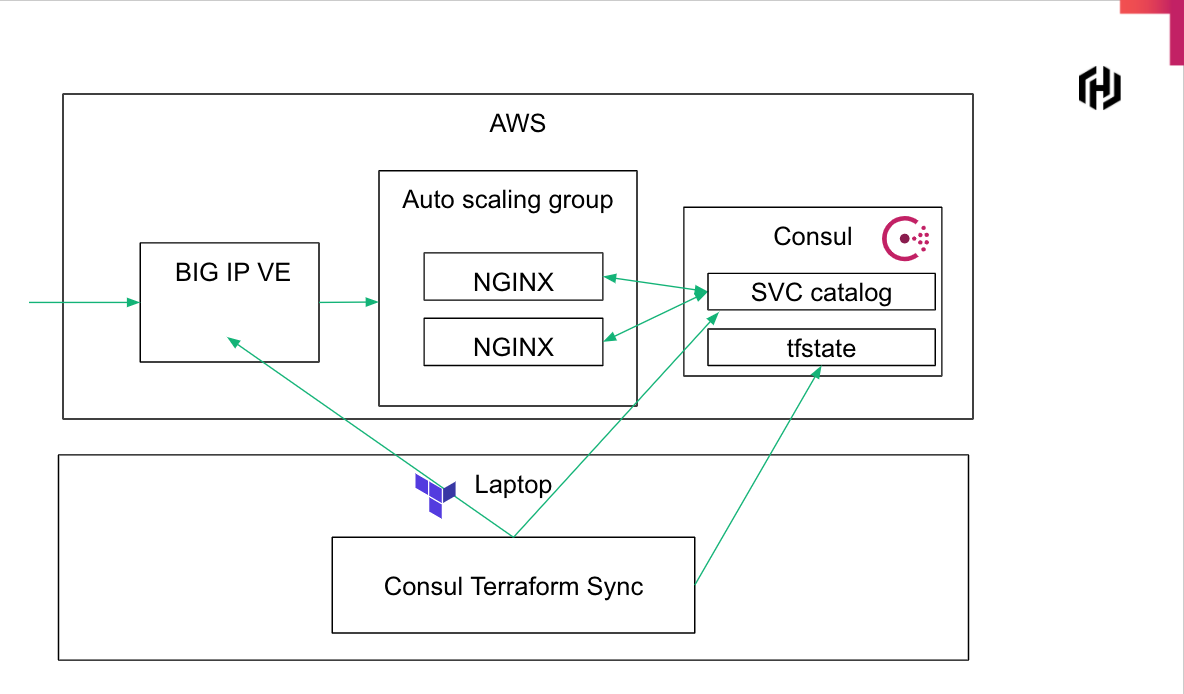 AWS
Auto scaling group
Consul
BIG IP VE
NGINX
SVC catalog
NGINX
tfstate
Laptop
Consul Terraform Sync